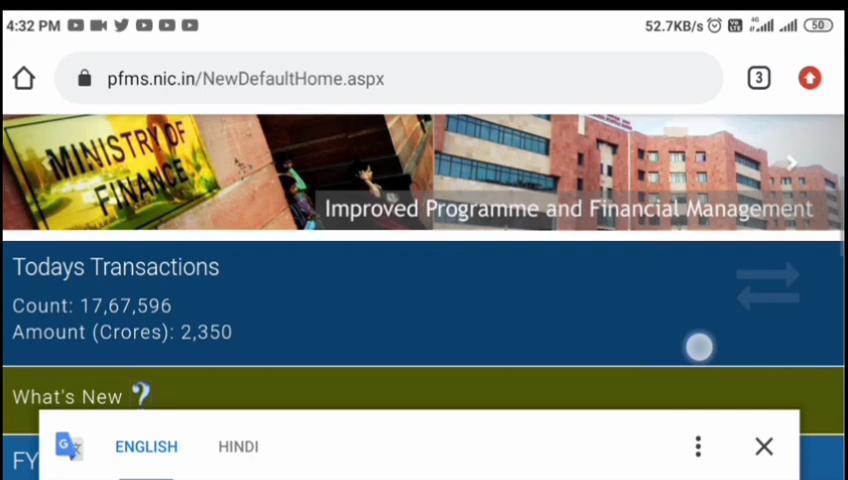 4:32 PM
52.7KB/s
4G
50
pfms.nic.in/NewDefaultHome.aspx
3
MINISTRY OF
FINANCE
Improved Programme and Financial Management
Todays Transactions
Count: 17,67,596
Amount (Crores): 2,350
What's New ?
FY
G
ENGLISH
HINDI